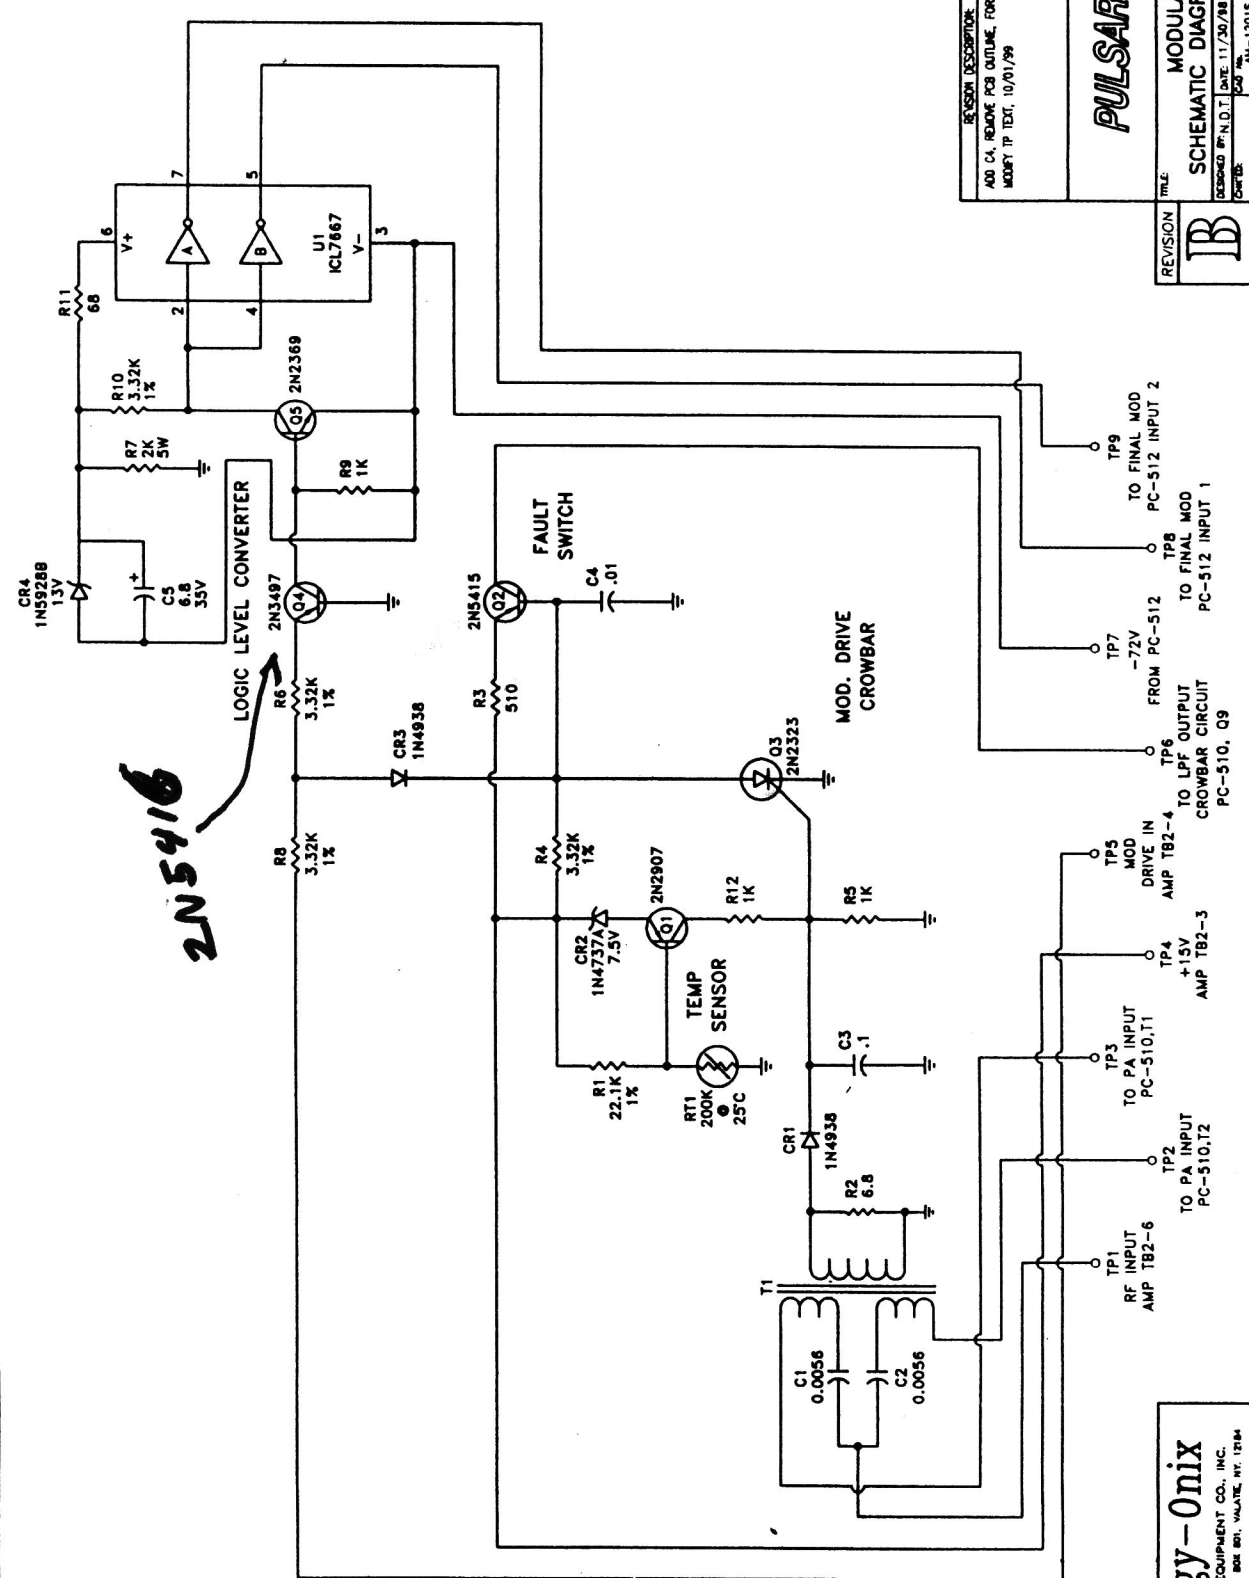 CR4
1N5928B
13V
C5
6.8
35V
R7
2K
5W
R10
3.32K
1%
R11
68
6
V+
7
5
A
B
U1
ICL7667
V-
3
2
4
Q5
2N2369
R9
1K
LOGIC LEVEL CONVERTER
2N3497
Q4
R6
3.32K
1%
2N5416
R8
3.32K
1%
CR3
1N4938
R3
510
2N5415
Q2
FAULT
SWITCH
C4
.01
R4
3.32K
1%
Q3
2N2323
MOD. DRIVE
CROWBAR
CR2
1N4737A
7.5V
2N2907
Q1
R12
1K
R5
1K
TEMP
SENSOR
R1
22.1K
1%
RT1
200K
@
25°C
C3
.1
CR1
1N4938
R2
6.8
T1
C1
0.0056
C2
0.0056
TP1
RF INPUT
AMP TB2-6
TP2
TO PA INPUT
PC-510,T2
TP3
TO PA INPUT
PC-510,T1
TP4
+15V
AMP TB2-3
TP5
MOD
DRIVE IN
AMP TB2-4
TP6
TO LPF OUTPUT
CROWBAR CIRCUIT
PC-510, Q9
TP7
-72V
FROM PC-512
TP8
TO FINAL MOD
PC-512 INPUT 1
TP9
TO FINAL MOD
PC-512 INPUT 2
REVISION DESCRIPTION:
ADD C4, REMOVE PCB OUTLINE, FOR
MODIFY TP TEXT, 10/01/99
PULSAR
REVISION
B
TITLE:
MODULA
SCHEMATIC DIAGR
DESIGNED BY: N.D.T. DATE: 11/30/98
CAD No.
gy-Onix
EQUIPMENT CO., INC.
BOX 801, VALATIE, NY. 12184